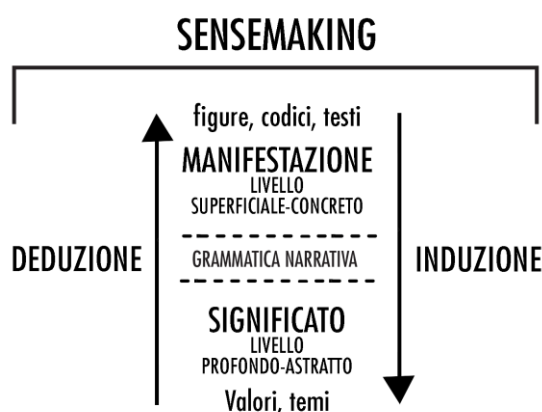 SENSEMAKING
figure, codici, testi
MANIFESTAZIONE
LIVELLO
SUPERFICIALE-CONCRETO
DEDUZIONE
GRAMMATICA NARRATIVA
INDUZIONE
SIGNIFICATO
LIVELLO
PROFONDO-ASTRATTO
Valori, temi